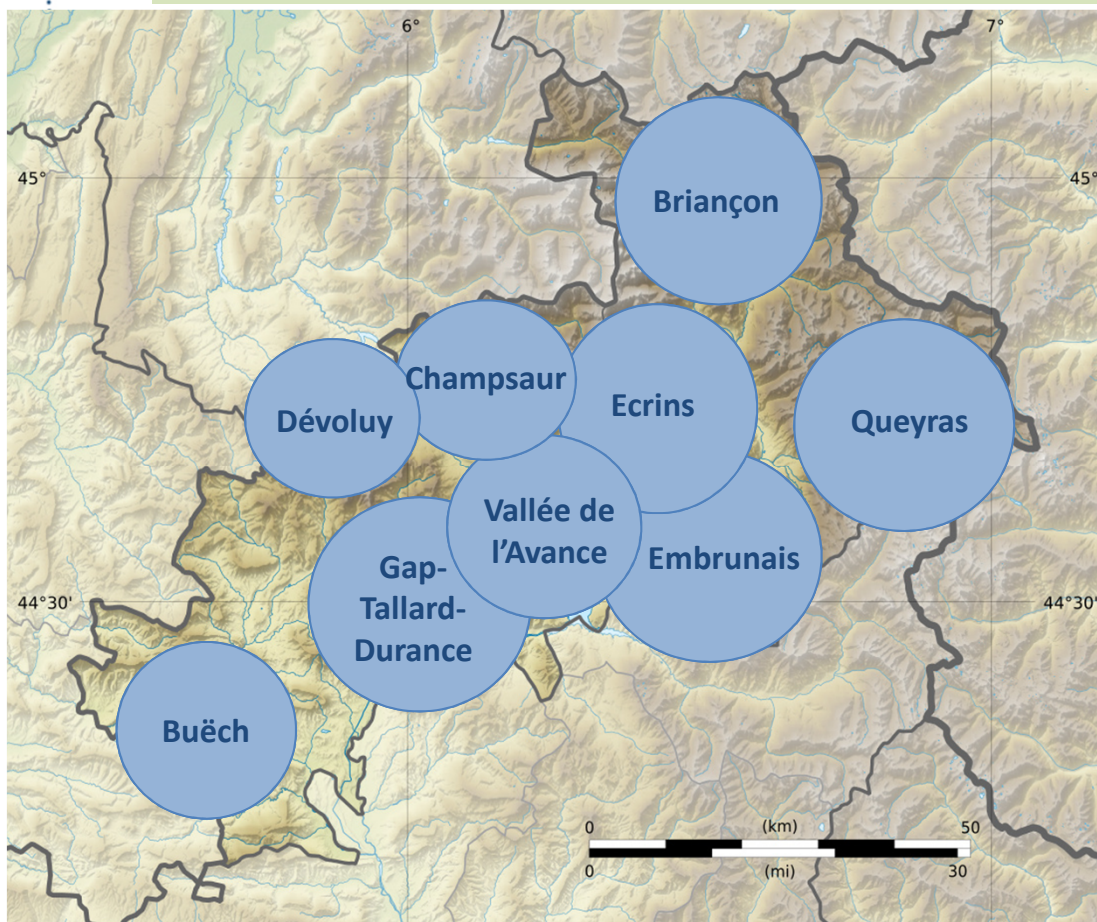 6°
7°
45°
45°
Briançon
Champsaur
Dévoluy
Ecrins
Queyras
Vallée de
l’Avance
Embrunais
Gap-
Tallard-
Durance
44°30'
44°30'
Buëch
0
(km)
50
0
(mi)
30